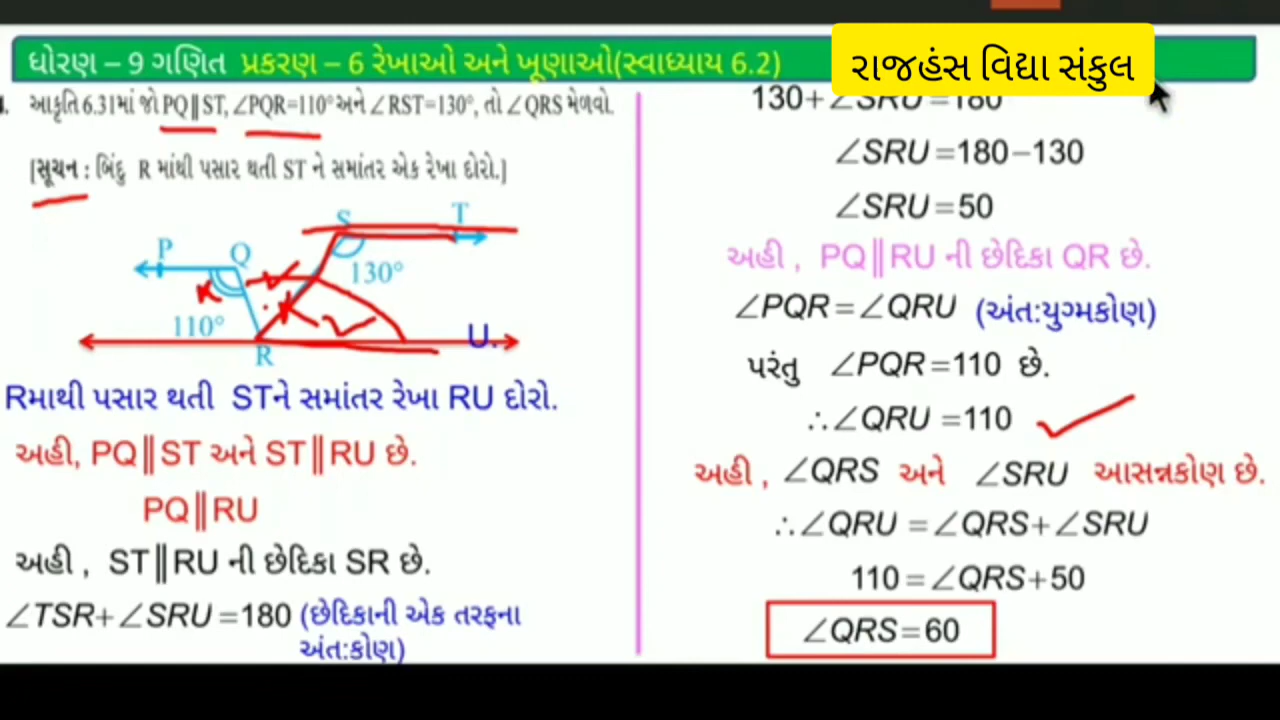 ધોરણ – 9 ગણિત પ્રકરણ – 6 રેખાઓ અને ખૂણાઓ(સ્વાધ્યાય 6.2)
રાજહંસ વિદ્યા સંકુલ
આકૃતિ 6.31માં જો PQ∥ST, ∠PQR=110° અને ∠RST=130°, તો ∠QRS મેળવો.
[સૂચન : બિંદુ R માંથી પસાર થતી ST ને સમાંતર એક રેખા દોરો.]
S T
P Q
130°
110°
U.
R
Rમાથી પસાર થતી STને સમાંતર રેખા RU દોરો.
અહી, PQ∥ST અને ST∥RU છે.
PQ∥RU
અહી , ST∥RU ની છેદિકા SR છે.
∠TSR+∠SRU=180 (છેદિકાની એક તરફના
અંત:કોણ)
130+∠SRU=180
∠SRU=180−130
∠SRU=50
અહી , PQ∥RU ની છેદિકા QR છે.
∠PQR=∠QRU (અંત:યુગ્મકોણ)
પરંતુ ∠PQR=110 છે.
∴∠QRU =110
અહી , ∠QRS અને ∠SRU આસન્નકોણ છે.
∴∠QRU =∠QRS+∠SRU
110=∠QRS+50
∠QRS=60